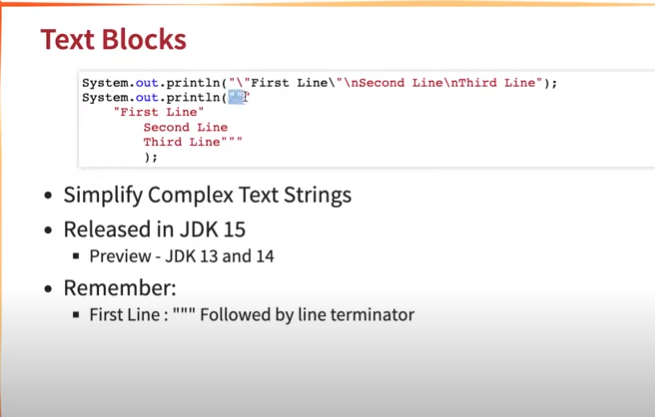 Text Blocks
System.out.println("\"First Line\"\nSecond Line\nThird Line");
System.out.println("""
"First Line"
Second Line
Third Line"""
);
• Simplify Complex Text Strings
• Released in JDK 15
▪ Preview - JDK 13 and 14
• Remember:
▪ First Line : """ Followed by line terminator